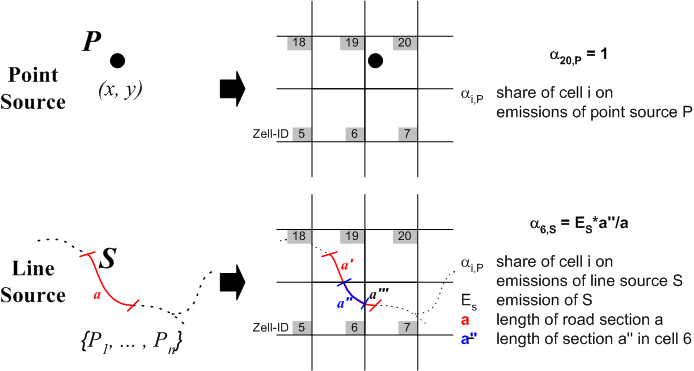 Point
Source
P
(x, y)
18 19 20
Zell-ID 5 6 7
α20,P = 1
αi,P share of cell i on
emissions of point source P
Line
Source
S
a
{P1, ... , Pn}
18 19 20
a' 
a'' a'''
Zell-ID 5 6 7
α6,S = ES*a''/a
αi,P share of cell i on
emissions of line source S
Es emission of S
a length of road section a
a'' length of section a'' in cell 6